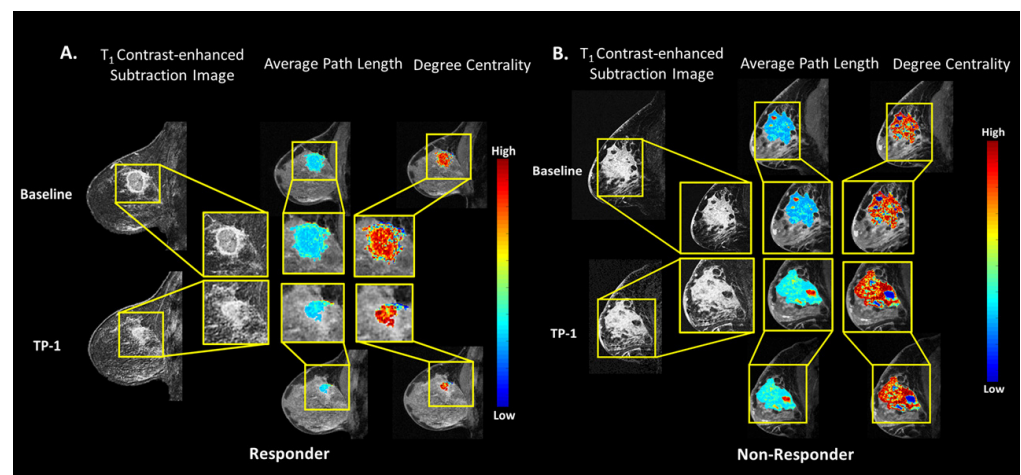 A.
T1 Contrast-enhanced
Subtraction Image
Average Path Length
Degree Centrality
Baseline
TP-1
High
Low
Responder
B.
T1 Contrast-enhanced
Subtraction Image
Average Path Length
Degree Centrality
Baseline
TP-1
High
Low
Non-Responder